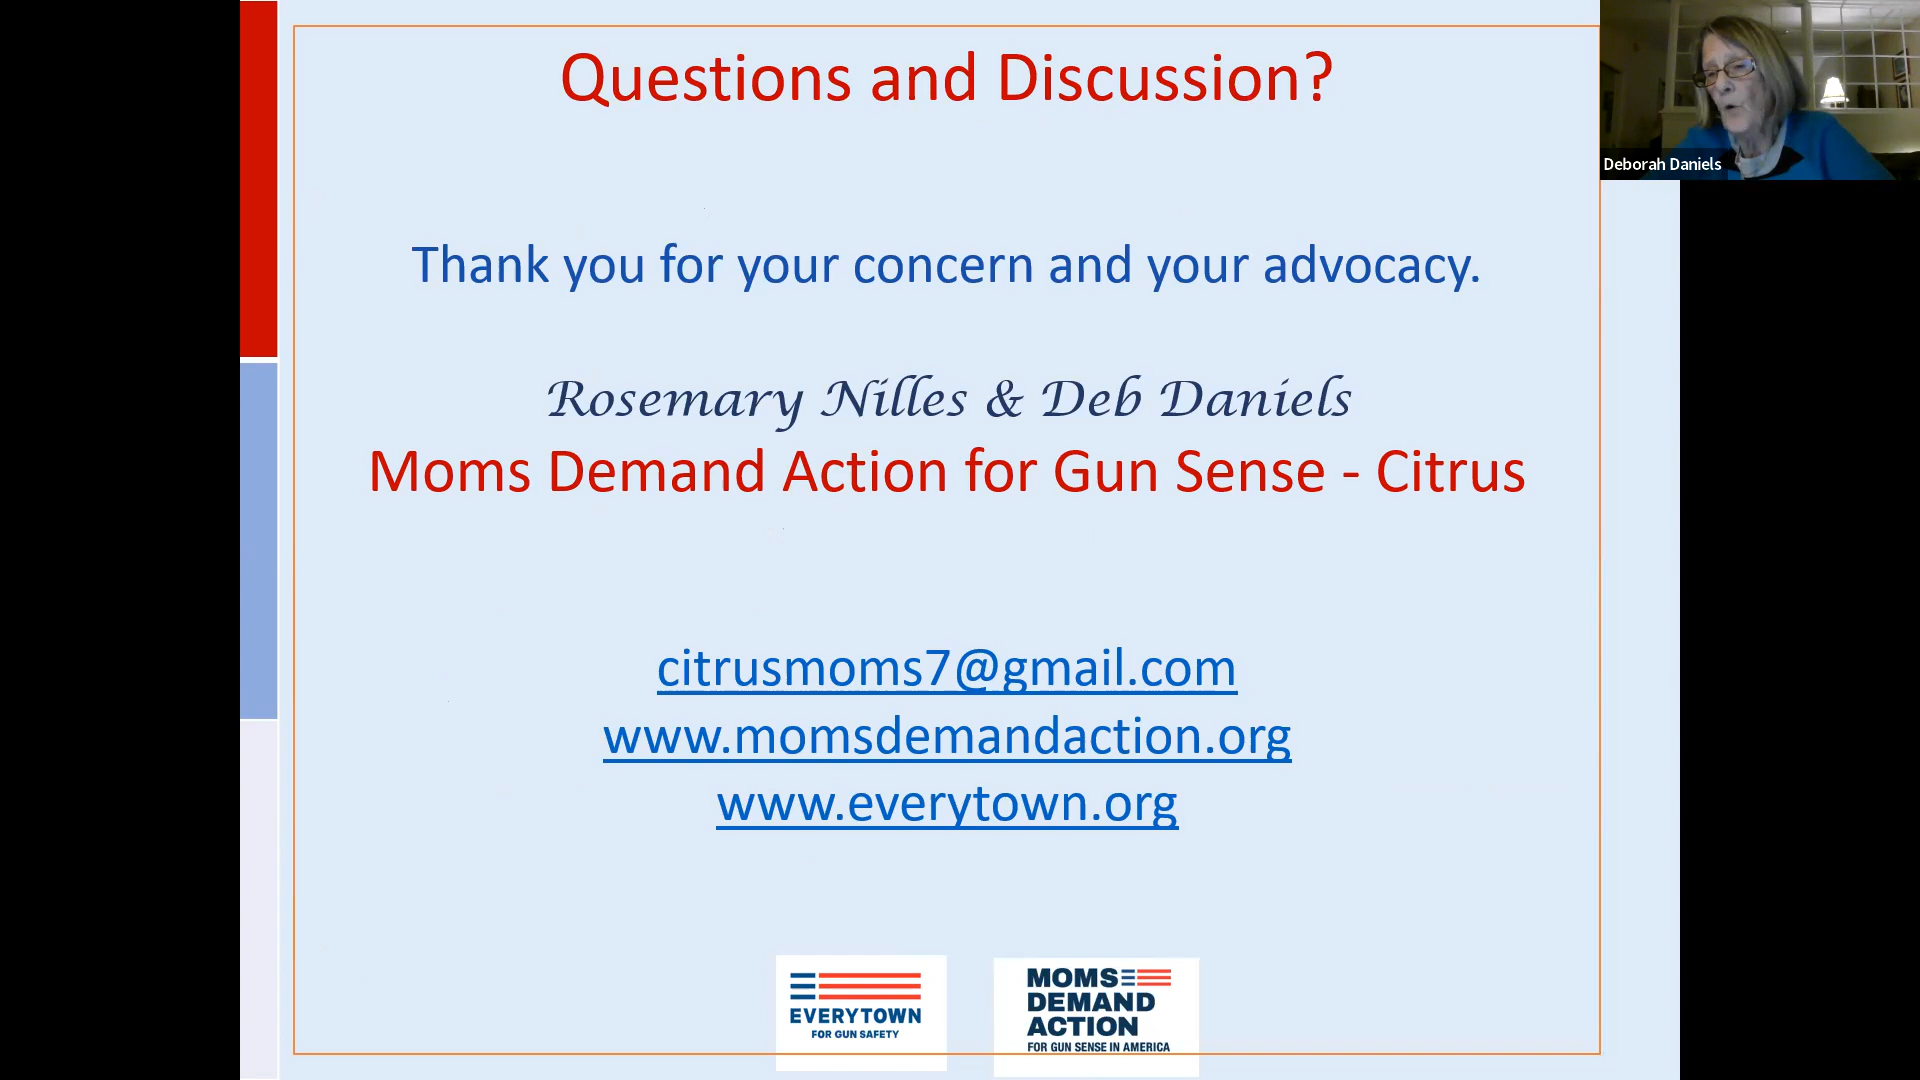 Questions and Discussion?
Deborah Daniels
Thank you for your concern and your advocacy.
Rosemary Nilles & Deb Daniels
Moms Demand Action for Gun Sense - Citrus
citrusmoms7@gmail.com
www.momsdemandaction.org
www.everytown.org
EVERYTOWN
FOR GUN SAFETY
MOMS
DEMAND
ACTION
FOR GUN SENSE IN AMERICA